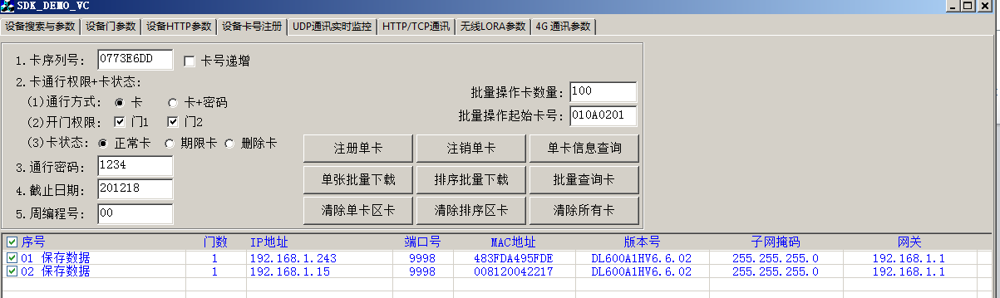 SDK_DEMO_VC
设备搜索与参数 设备门参数 设备HTTP参数 设备卡号注册 UDP通讯实时监控 HTTP/TCP通讯 无线LORA参数 4G 通讯参数
1.卡序列号: 0773E6DD 卡号递增
2.卡通行权限+卡状态:
批量操作卡数量: 100
(1)通行方式: 卡 卡+密码
(2)开门权限: 门1 门2
批量操作起始卡号: 010A0201
(3)卡状态: 正常卡 期限卡 删除卡
注册单卡 注销单卡 单卡信息查询
3.通行密码: 1234
单张批量下载 排序批量下载 批量查询卡
4.截止日期: 201218
5.周编程号: 00
清除单卡区卡 清除排序区卡 清除所有卡
序号 门数 IP地址 端口号 MAC地址 版本号 子网掩码 网关
01 保存数据 1 192.168.1.243 9998 483FDA495FDE DL600A1HV6.6.02 255.255.255.0 192.168.1.1
02 保存数据 1 192.168.1.15 9998 008120042217 DL600A1HV6.6.02 255.255.255.0 192.168.1.1